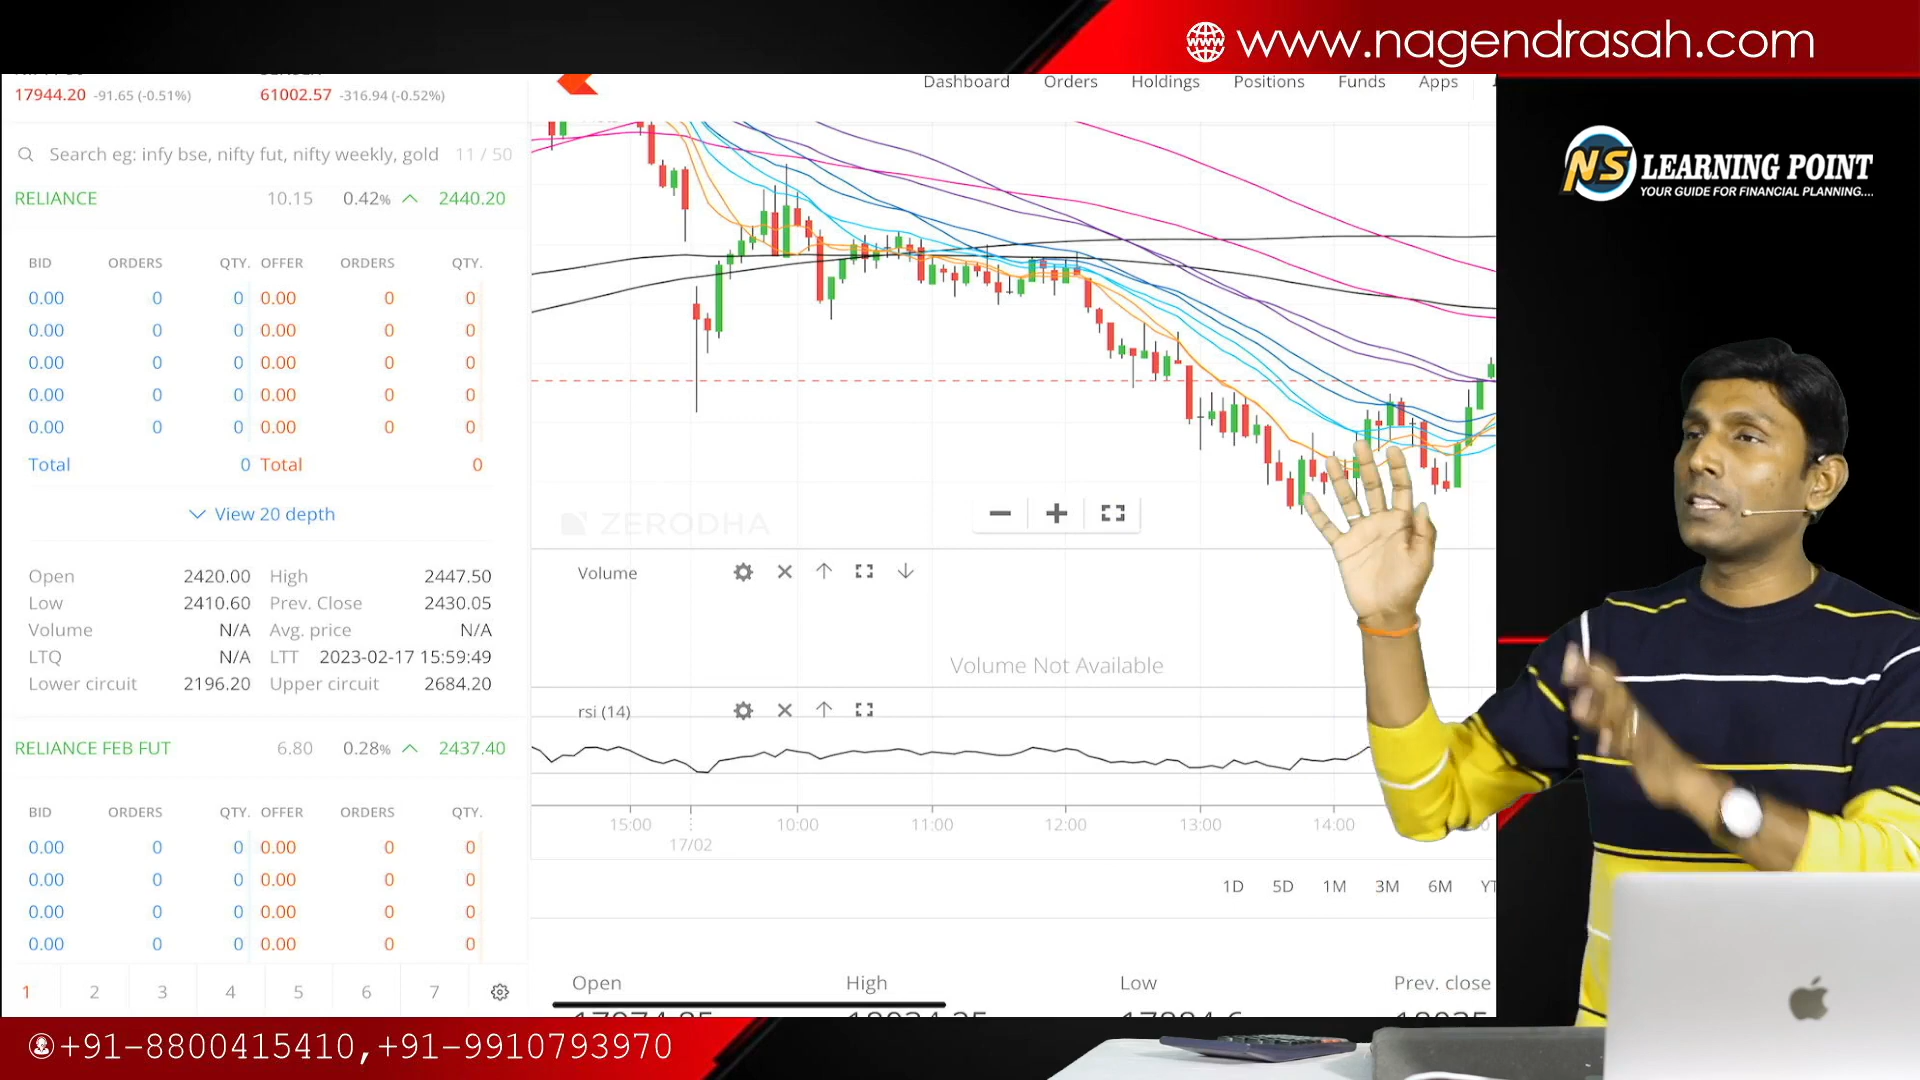 www.nagendrasah.com
17944.20 -91.65 (-0.51%) 61002.57 -316.94 (-0.52%)
Dashboard Orders Holdings Positions Funds Apps
Search eg: infy bse, nifty fut, nifty weekly, gold 11 / 50
NS LEARNING POINT
YOUR GUIDE FOR FINANCIAL PLANNING....
RELIANCE 10.15 0.42% 2440.20
BID ORDERS QTY. OFFER ORDERS QTY.
0.00 0 0 0.00 0 0
0.00 0 0 0.00 0 0
0.00 0 0 0.00 0 0
0.00 0 0 0.00 0 0
0.00 0 0 0.00 0 0
Total 0 Total 0
View 20 depth
ZERODHA
Open 2420.00 High 2447.50
Low 2410.60 Prev. Close 2430.05
Volume N/A Avg. price N/A
LTQ N/A LTT 2023-02-17 15:59:49
Lower circuit 2196.20 Upper circuit 2684.20
Volume
Volume Not Available
rsi (14)
RELIANCE FEB FUT 6.80 0.28% 2437.40
BID ORDERS QTY. OFFER ORDERS QTY.
0.00 0 0 0.00 0 0
0.00 0 0 0.00 0 0
0.00 0 0 0.00 0 0
0.00 0 0 0.00 0 0
15:00 10:00 11:00 12:00 13:00 14:00
17/02
1D 5D 1M 3M 6M
Open High Low Prev. close
1 2 3 4 5 6 7
+91-8800415410,+91-9910793970